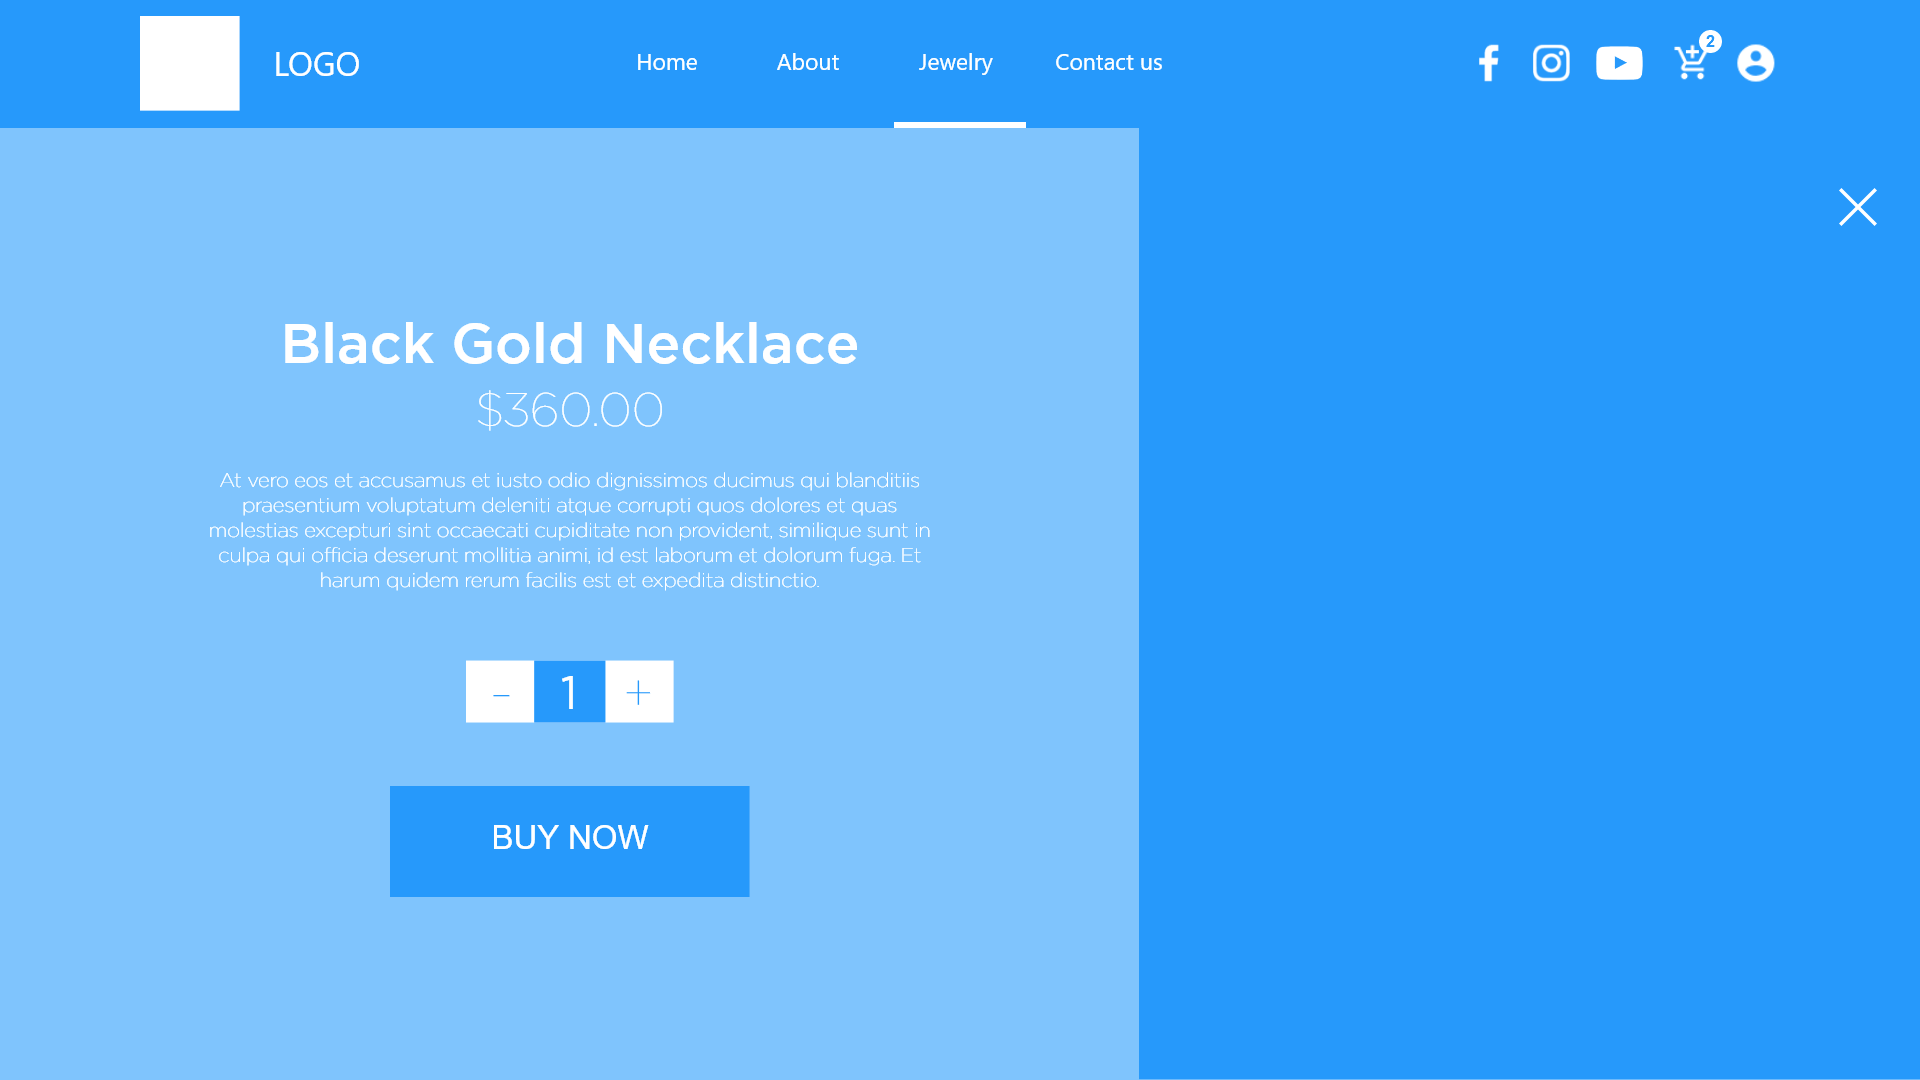 LOGO
Home
About
Jewelry
Contact us
2
Black Gold Necklace
$360.00
At vero eos et accusamus et iusto odio dignissimos ducimus qui blanditiis
praesentium voluptatum deleniti atque corrupti quos dolores et quas
molestias excepturi sint occaecati cupiditate non provident, similique sunt in
culpa qui officia deserunt mollitia animi, id est laborum et dolorum fuga. Et
harum quidem rerum facilis est et expedita distinctio.
- 1 +
BUY NOW